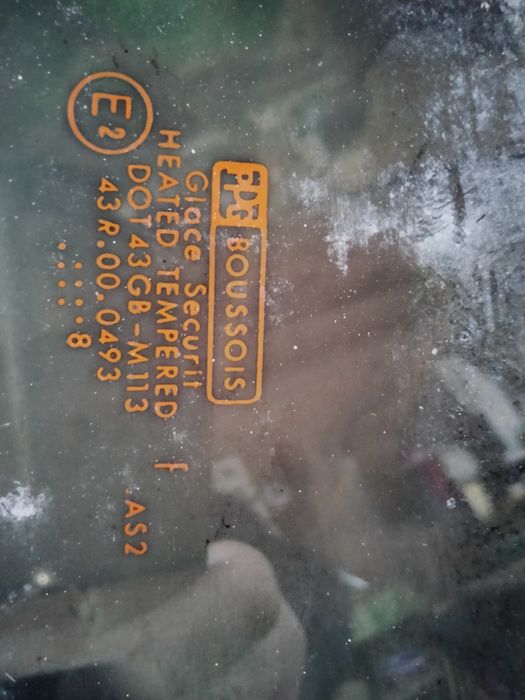 PPG BOUSSOIS
Glace Securit
HEATED TEMPERED f
DOT 43GB-M113 AS2
43R.00.0493
E2
. : : : : 8